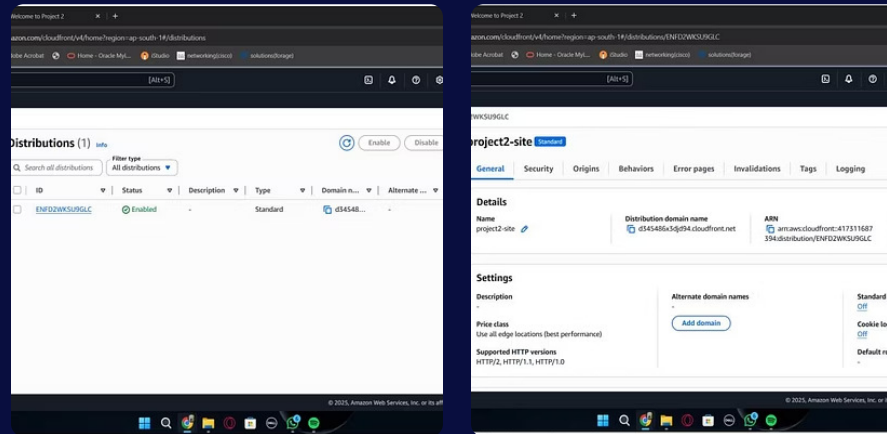 Welcome to Project 2
azon.com/cloudfront/v4/home?region=ap-south-1#/distributions
obe Acrobat
Home - Oracle MyL...
iStudio
networking(cisco)
solutions(forage)
[Alt+S]
Distributions (1) Info
Enable
Disable
Search all distributions
Filter type
All distributions
ID
Status
Description
Type
Domain n...
Alternate ...
ENFD2WKSU9GLC
Enabled
-
Standard
d34548...
-
© 2025, Amazon Web Services, Inc. or its aff
Welcome to Project 2
azon.com/cloudfront/v4/home?region=ap-south-1#/distributions/ENFD2WKSU9GLC
obe Acrobat
Home - Oracle MyL...
iStudio
networking(cisco)
solutions(forage)
[Alt+S]
2WKSU9GLC
project2-site Standard
General
Security
Origins
Behaviors
Error pages
Invalidations
Tags
Logging
Details
Name
project2-site
Distribution domain name
d345486x3djd94.cloudfront.net
ARN
arn:aws:cloudfront::417311687
394:distribution/ENFD2WKSU9GLC
Settings
Description
-
Price class
Use all edge locations (best performance)
Supported HTTP versions
HTTP/2, HTTP/1.1, HTTP/1.0
Alternate domain names
-
Add domain
Standard
Off
Cookie lo
Off
Default r
-
© 2025, Amazon Web Services, Inc. or i